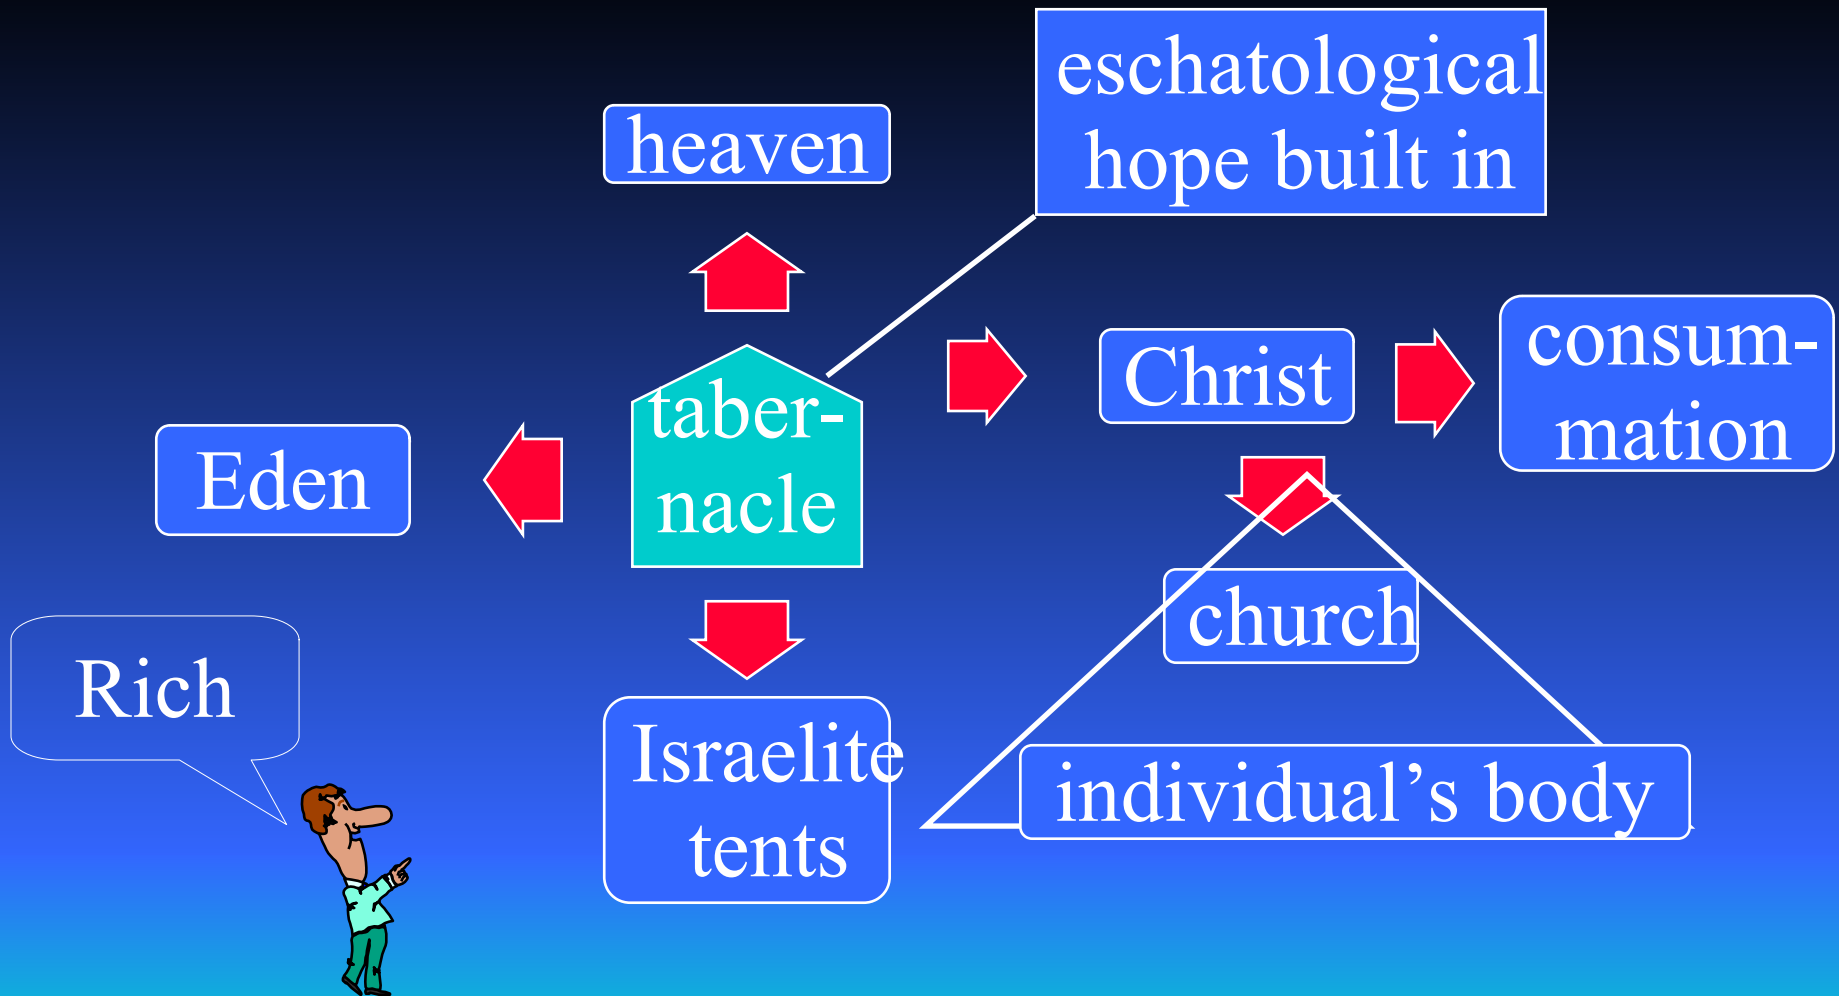 eschatological
hope built in
heaven
consum-
mation
Christ
taber-
nacle
Eden
church
Rich
Israelite
tents
individual’s body